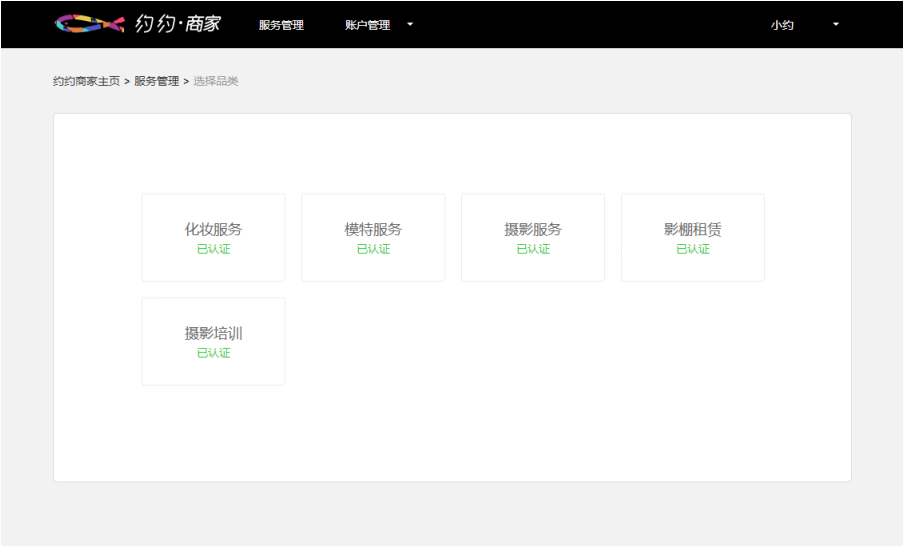 约约·商家 服务管理 账户管理 小约
约约商家主页 > 服务管理 > 选择品类
化妆服务 模特服务 摄影服务 影棚租赁
已认证 已认证 已认证 已认证
摄影培训
已认证